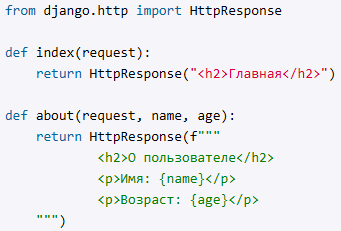 from django.http import HttpResponse
def index(request):
    return HttpResponse("<h2>Главная</h2>")
def about(request, name, age):
    return HttpResponse(f"""
            <h2>О пользователе</h2>
            <p>Имя: {name}</p>
            <p>Возраст: {age}</p>
    """)